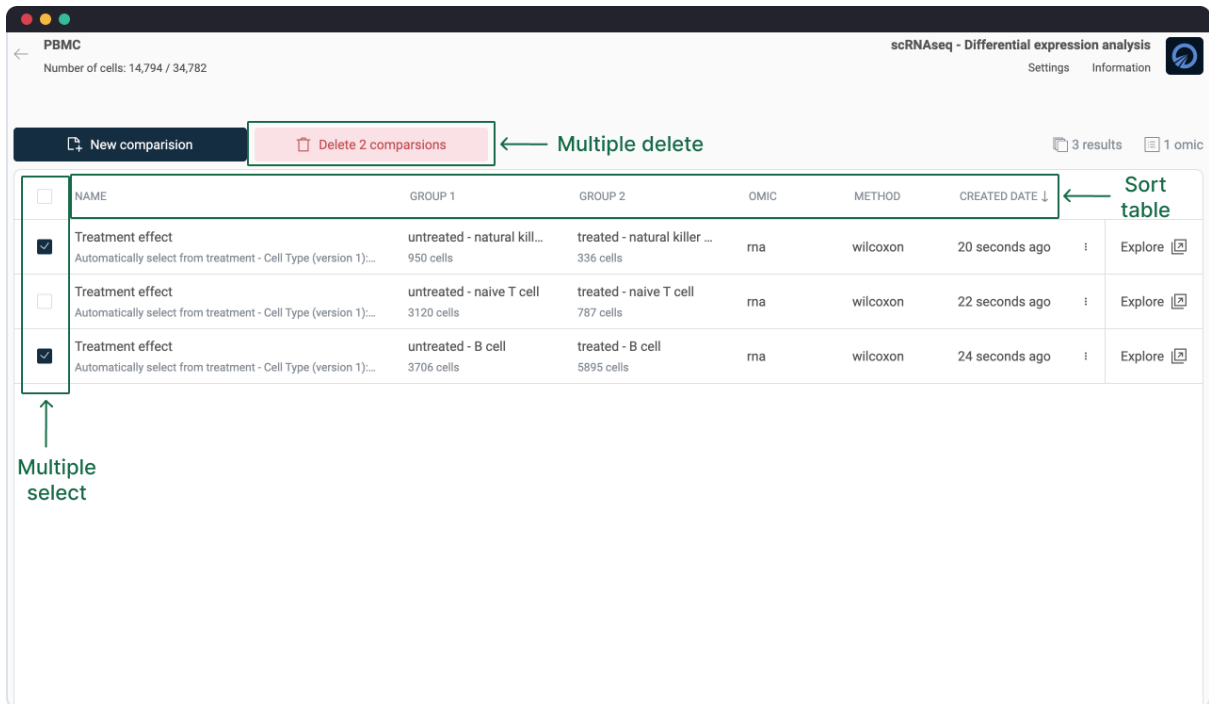 PBMC
Number of cells: 14,794 / 34,782
scRNAseq - Differential expression analysis
Settings Information
New comparision
Delete 2 comparsions
Multiple delete
3 results
1 omic
NAME GROUP 1 GROUP 2 OMIC METHOD CREATED DATE ↓
Sort
table
Treatment effect untreated - natural kill... treated - natural killer ... rna wilcoxon 20 seconds ago Explore
Automatically select from treatment - Cell Type (version 1):... 950 cells 336 cells
Treatment effect untreated - naive T cell treated - naive T cell rna wilcoxon 22 seconds ago Explore
Automatically select from treatment - Cell Type (version 1):... 3120 cells 787 cells
Treatment effect untreated - B cell treated - B cell rna wilcoxon 24 seconds ago Explore
Automatically select from treatment - Cell Type (version 1):... 3706 cells 5895 cells
Multiple
select